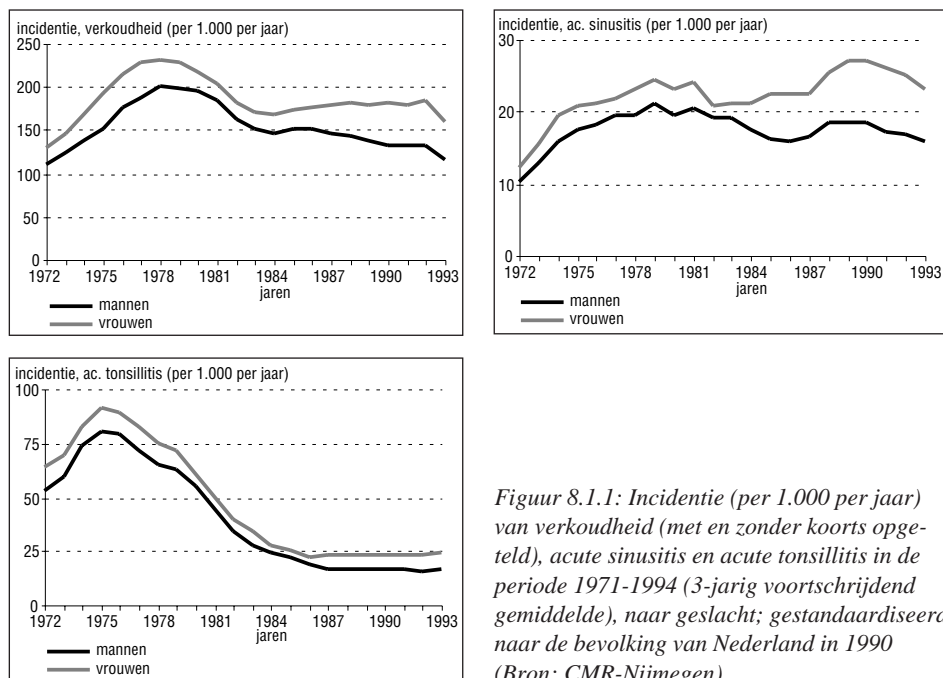 incidentie, verkoudheid (per 1.000 per jaar)
250
200
150
100
50
0
1972 1975 1978 1981 1984 1987 1990 1993
jaren
mannen
vrouwen
incidentie, ac. sinusitis (per 1.000 per jaar)
30
20
10
0
1972 1975 1978 1981 1984 1987 1990 1993
jaren
mannen
vrouwen
incidentie, ac. tonsillitis (per 1.000 per jaar)
100
75
50
25
0
1972 1975 1978 1981 1984 1987 1990 1993
jaren
mannen
vrouwen
Figuur 8.1.1: Incidentie (per 1.000 per jaar)
van verkoudheid (met en zonder koorts opge-
teld), acute sinusitis en acute tonsillitis in de
periode 1971-1994 (3-jarig voortschrijdend
gemiddelde), naar geslacht; gestandaardiseerd
naar de bevolking van Nederland in 1990
(Bron: CMR-Nijmegen)